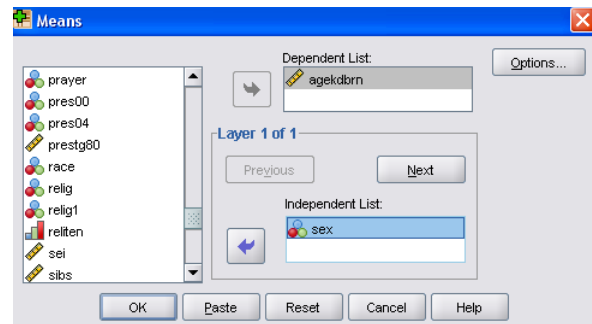 Means
Dependent List:
Options...
agekdbrn
prayer
pres00
pres04
prestg80
race
relig
relig1
reliten
sei
sibs
Layer 1 of 1
Previous
Next
Independent List:
sex
OK
Paste
Reset
Cancel
Help